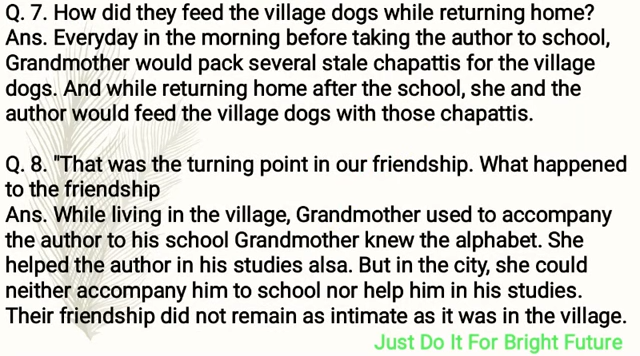 Q. 7. How did they feed the village dogs while returning home?
Ans. Everyday in the morning before taking the author to school,
Grandmother would pack several stale chapattis for the village
dogs. And while returning home after the school, she and the
author would feed the village dogs with those chapattis.
Q. 8. "That was the turning point in our friendship. What happened
to the friendship
Ans. While living in the village, Grandmother used to accompany
the author to his school Grandmother knew the alphabet. She
helped the author in his studies alsa. But in the city, she could
neither accompany him to school nor help him in his studies.
Their friendship did not remain as intimate as it was in the village.
Just Do It For Bright Future